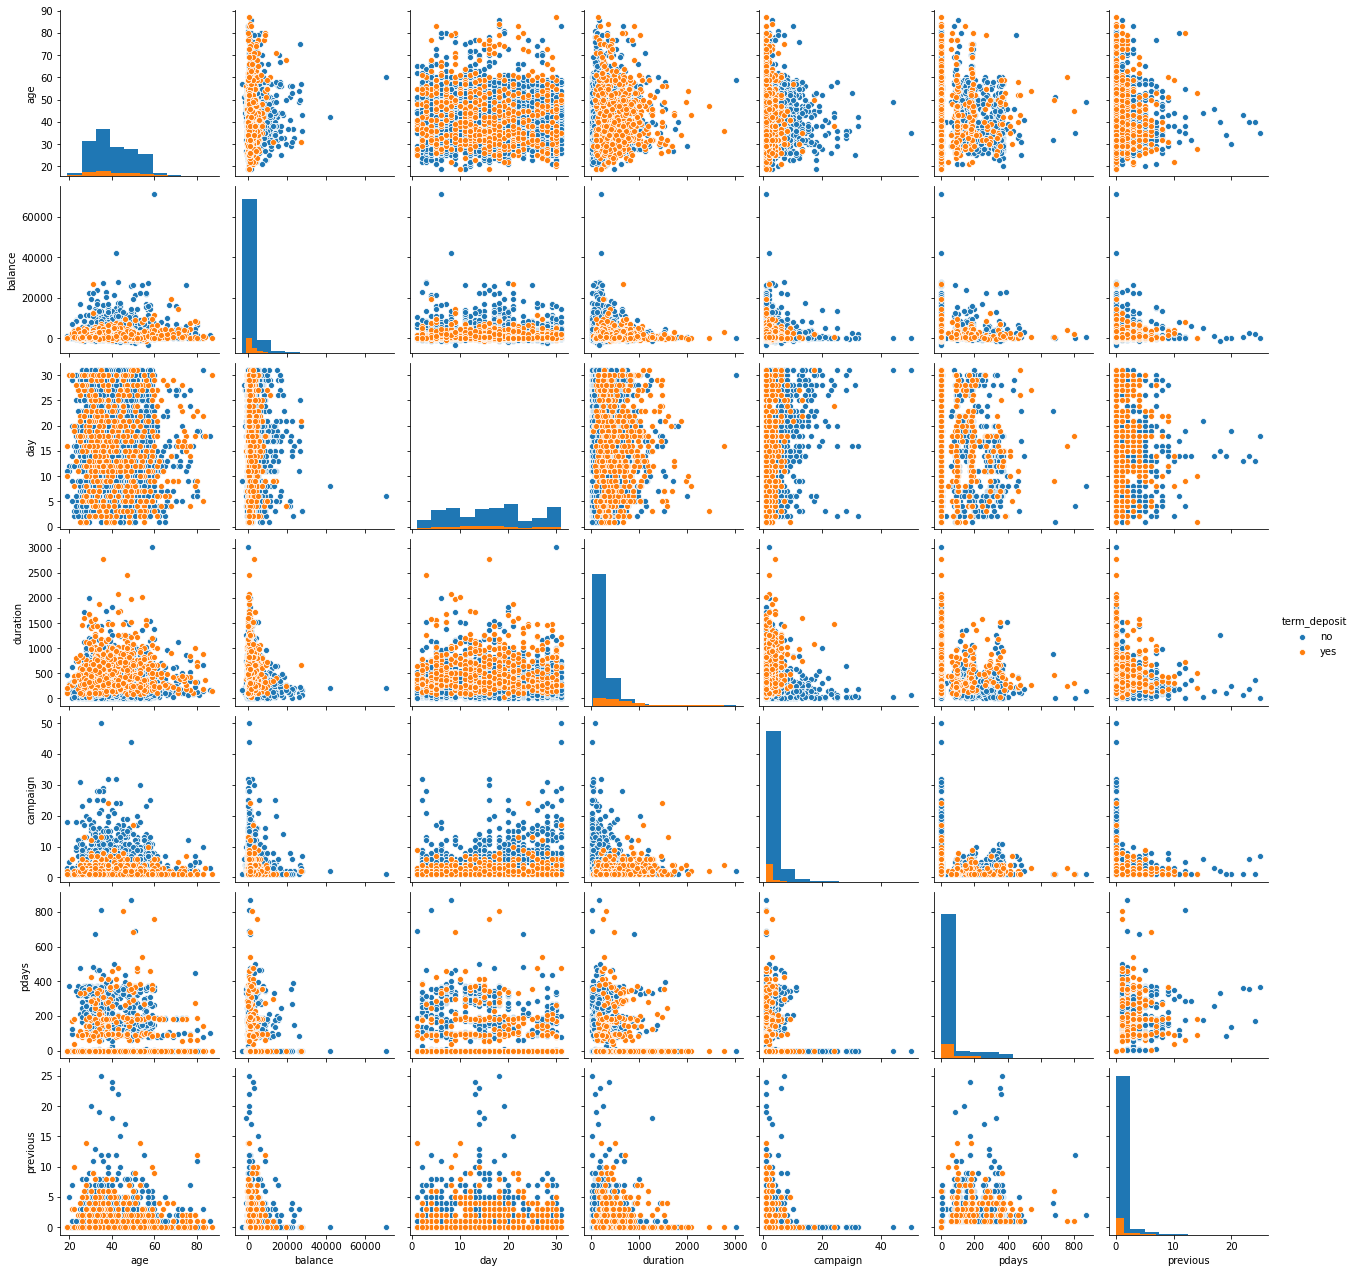 90
80
70
60
50
40
30
20
age
60000
40000
20000
0
balance
30
25
20
15
10
5
0
day
3000
2500
2000
1500
1000
500
0
duration
term_deposit
no
yes
50
40
30
20
10
0
campaign
800
600
400
200
0
pdays
25
20
15
10
5
0
previous
20 40 60 80
0 20000 40000 60000
0 10 20 30
0 1000 2000 3000
0 20 40
0 200 400 600 800
0 10 20
age balance day duration campaign pdays previous